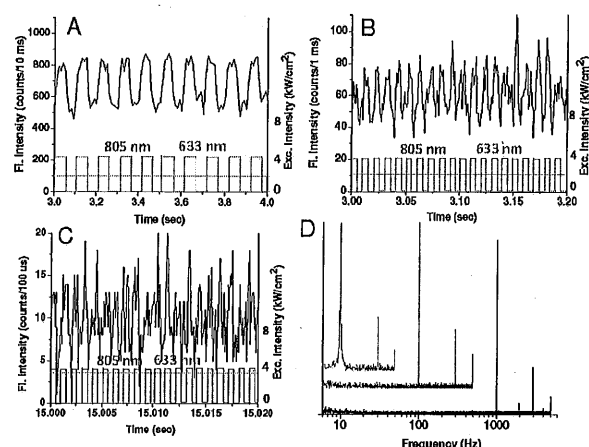 A
Fl. Intensity (counts/10 ms)
1000
800
600
400
200
0
805 nm 633 nm
8
4
0
Exc. Intensity (kW/cm²)
3.0 3.2 3.4 3.6 3.8 4.0
Time (sec)
B
Fl. Intensity (counts/1 ms)
100
80
60
40
20
0
805 nm 633 nm
8
4
0
Exc. Intensity (kW/cm²)
3.00 3.05 3.10 3.15 3.20
Time (sec)
C
Fl. Intensity (counts/100 us)
20
15
10
5
0
805 nm 633 nm
8
4
0
Exc. Intensity (kW/cm²)
15.000 15.005 15.010 15.015 15.020
Time (sec)
D
10 100 1000
Frequency (Hz)